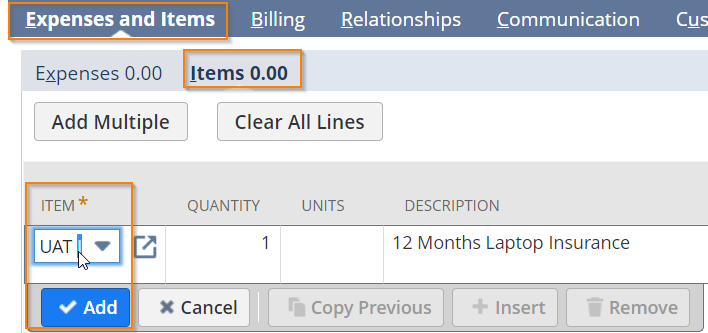 Expenses and Items Billing Relationships Communication Cus
Expenses 0.00 Items 0.00
Add Multiple Clear All Lines
ITEM* QUANTITY UNITS DESCRIPTION
UAT 1 12 Months Laptop Insurance
Add Cancel Copy Previous Insert Remove